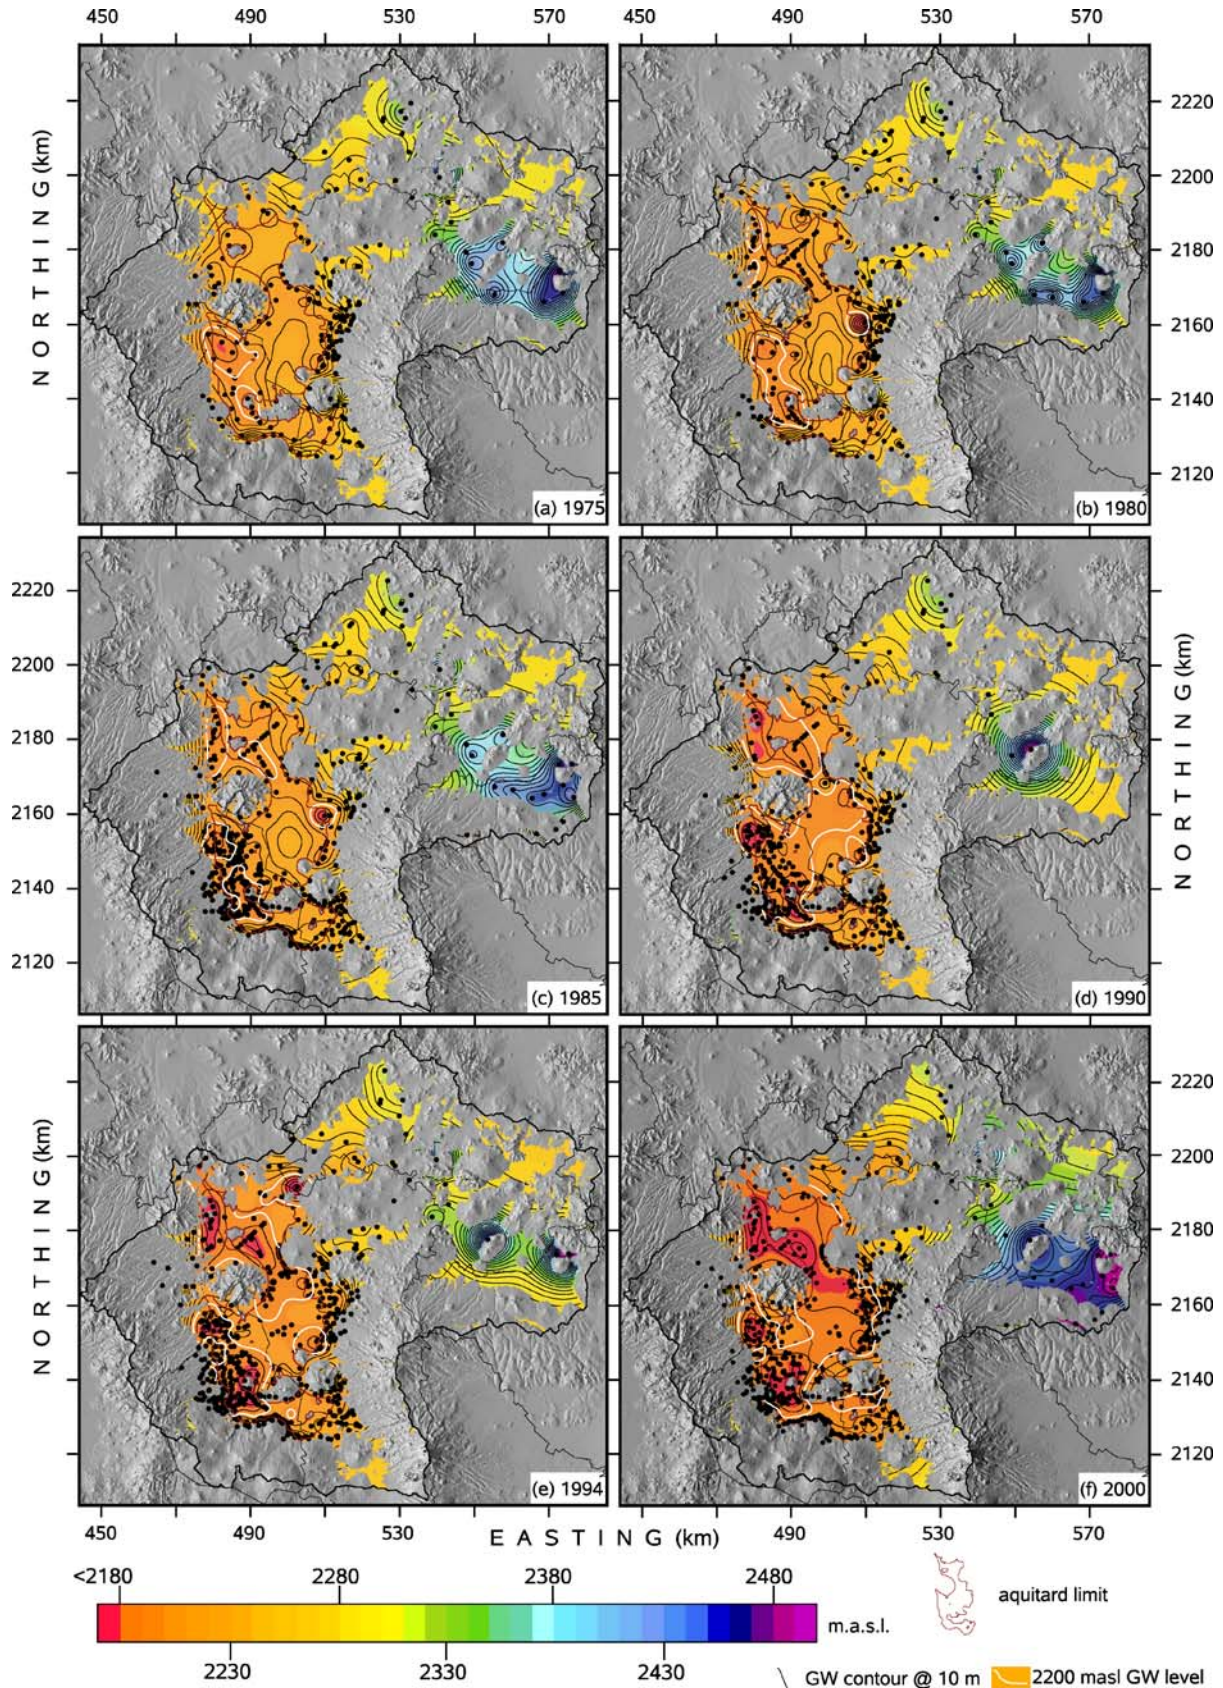 450 490 530 570 450 490 530 570
NORTHING (km)
2220
2200
2180
2160
2140
2120
(a) 1975
(b) 1980
2220
2200
2180
2160
2140
2120
NORTHING (km)
(c) 1985
(d) 1990
NORTHING (km)
2220
2200
2180
2160
2140
2120
(e) 1994
(f) 2000
450 490 530 490 530 570
EASTING (km)
<2180 2280 2380 2480
m.a.s.l.
2230 2330 2430
aquitard limit
GW contour @ 10 m
2200 masl GW level